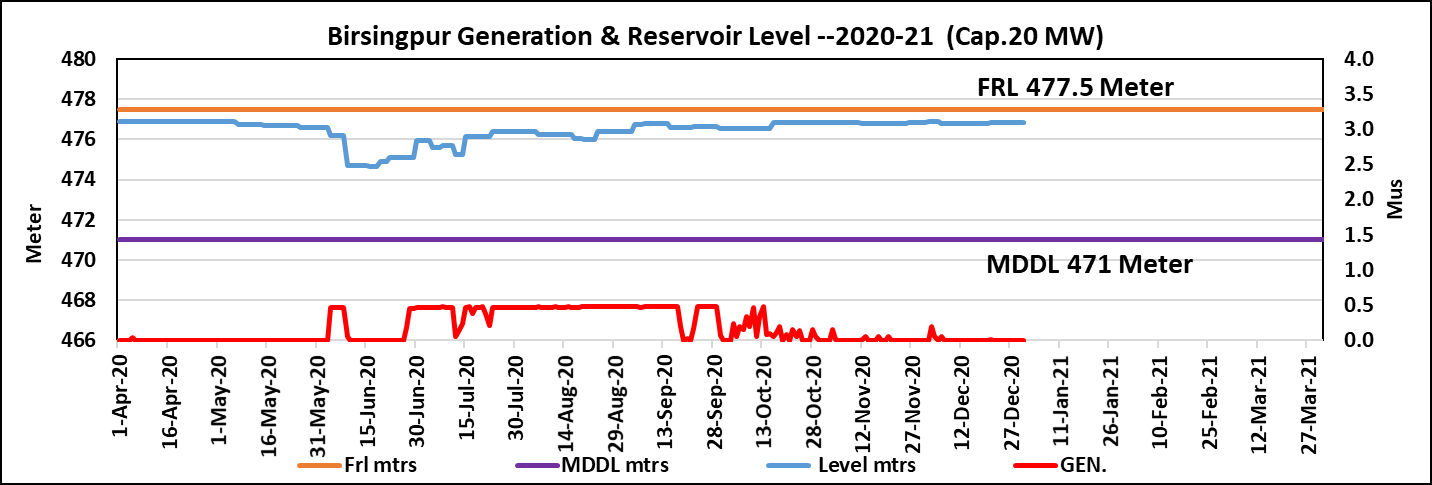 Birsingpur Generation & Reservoir Level --2020-21 (Cap.20 MW)
480
478
476
474
472
470
468
466
Meter
4.0
3.5
3.0
2.5
2.0
1.5
1.0
0.5
0.0
Mus
FRL 477.5 Meter
MDDL 471 Meter
1-Apr-20
16-Apr-20
1-May-20
16-May-20
31-May-20
15-Jun-20
30-Jun-20
15-Jul-20
30-Jul-20
14-Aug-20
29-Aug-20
13-Sep-20
28-Sep-20
13-Oct-20
28-Oct-20
12-Nov-20
27-Nov-20
12-Dec-20
27-Dec-20
11-Jan-21
26-Jan-21
10-Feb-21
25-Feb-21
12-Mar-21
27-Mar-21
Frl mtrs
MDDL mtrs
Level mtrs
GEN.